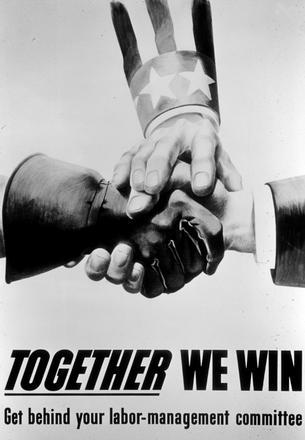 TOGETHER WE WIN
Get behind your labor-management committee